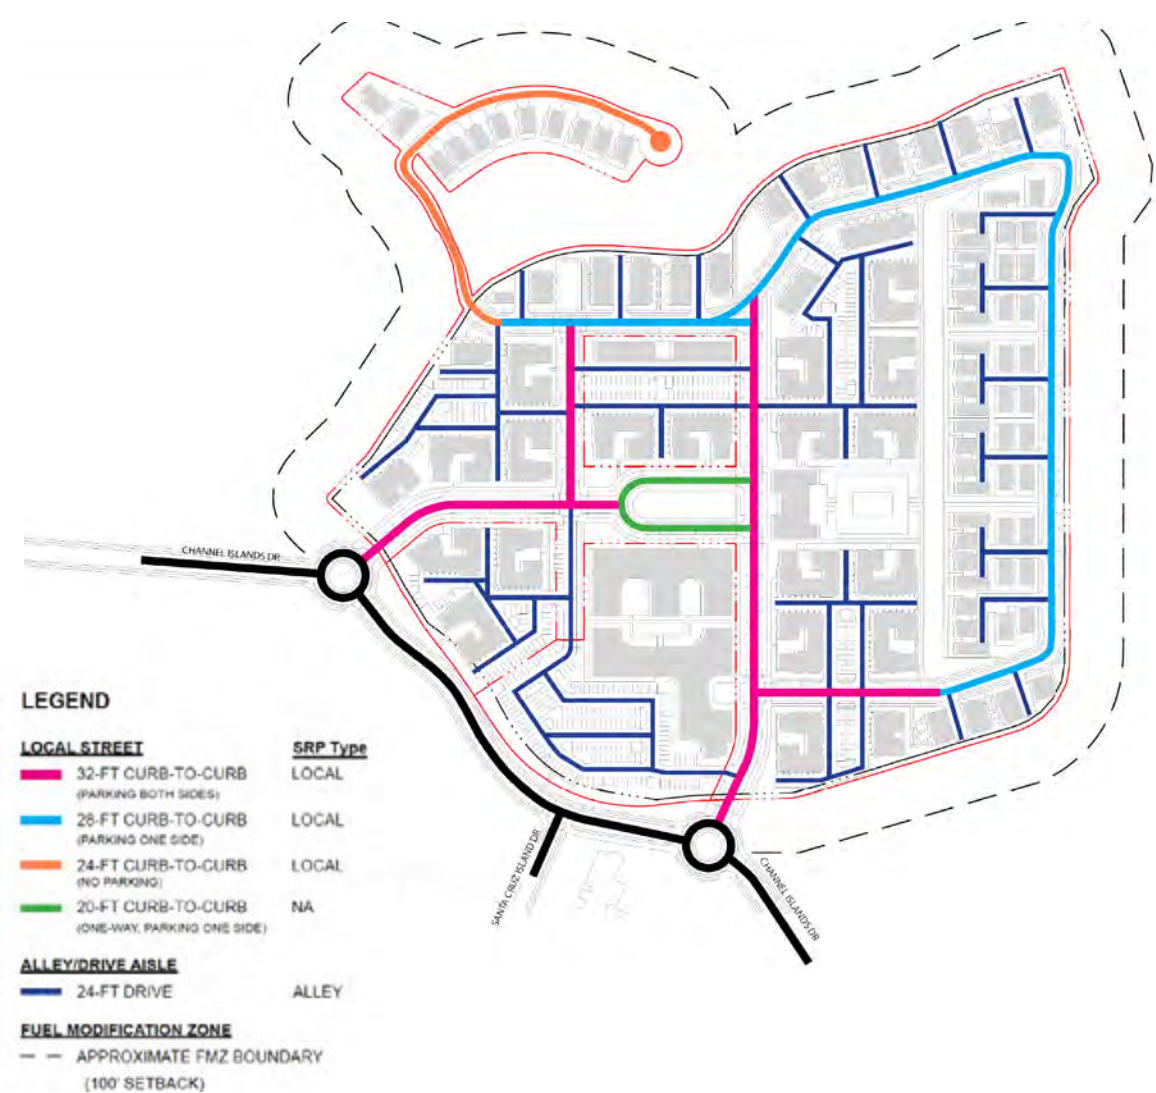 CHANNEL ISLANDS DR
SANTA CRUZ ISLAND DR
CHANNEL ISLANDS DR
LEGEND
LOCAL STREET SRP Type
32-FT CURB-TO-CURB LOCAL
(PARKING BOTH SIDES)
28-FT CURB-TO-CURB LOCAL
(PARKING ONE SIDE)
24-FT CURB-TO-CURB LOCAL
(NO PARKING)
20-FT CURB-TO-CURB NA
(ONE-WAY, PARKING ONE SIDE)
ALLEY/DRIVE AISLE
24-FT DRIVE ALLEY
FUEL MODIFICATION ZONE
APPROXIMATE FMZ BOUNDARY
(100' SETBACK)